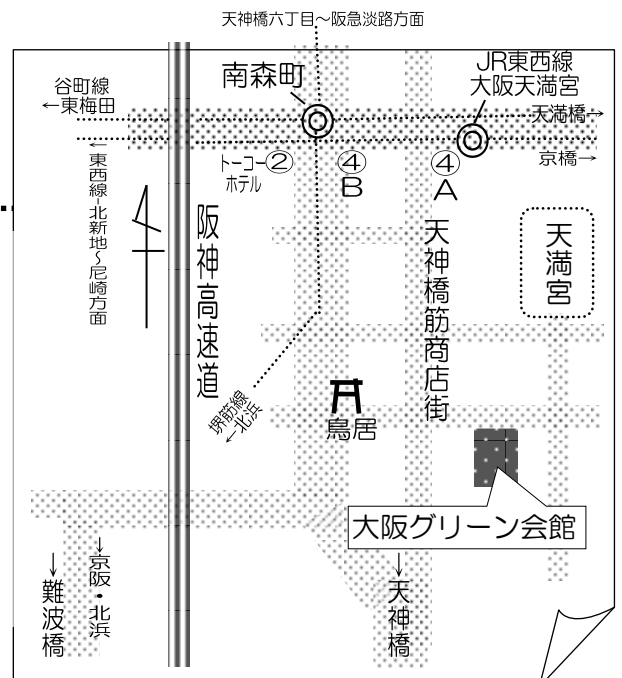 天神橋六丁目～阪急淡路方面
南森町
JR東西線
大阪天満宮
谷町線
←東梅田
天満橋→
京橋→
トーコー
ホテル
②
④
B
④
A
←東西線-北新地～尼崎方面
阪神高速道
天神橋筋商店街
天満宮
堺筋線
←北浜
鳥居
大阪グリーン会館
→難波橋
→京阪・北浜
→天神橋